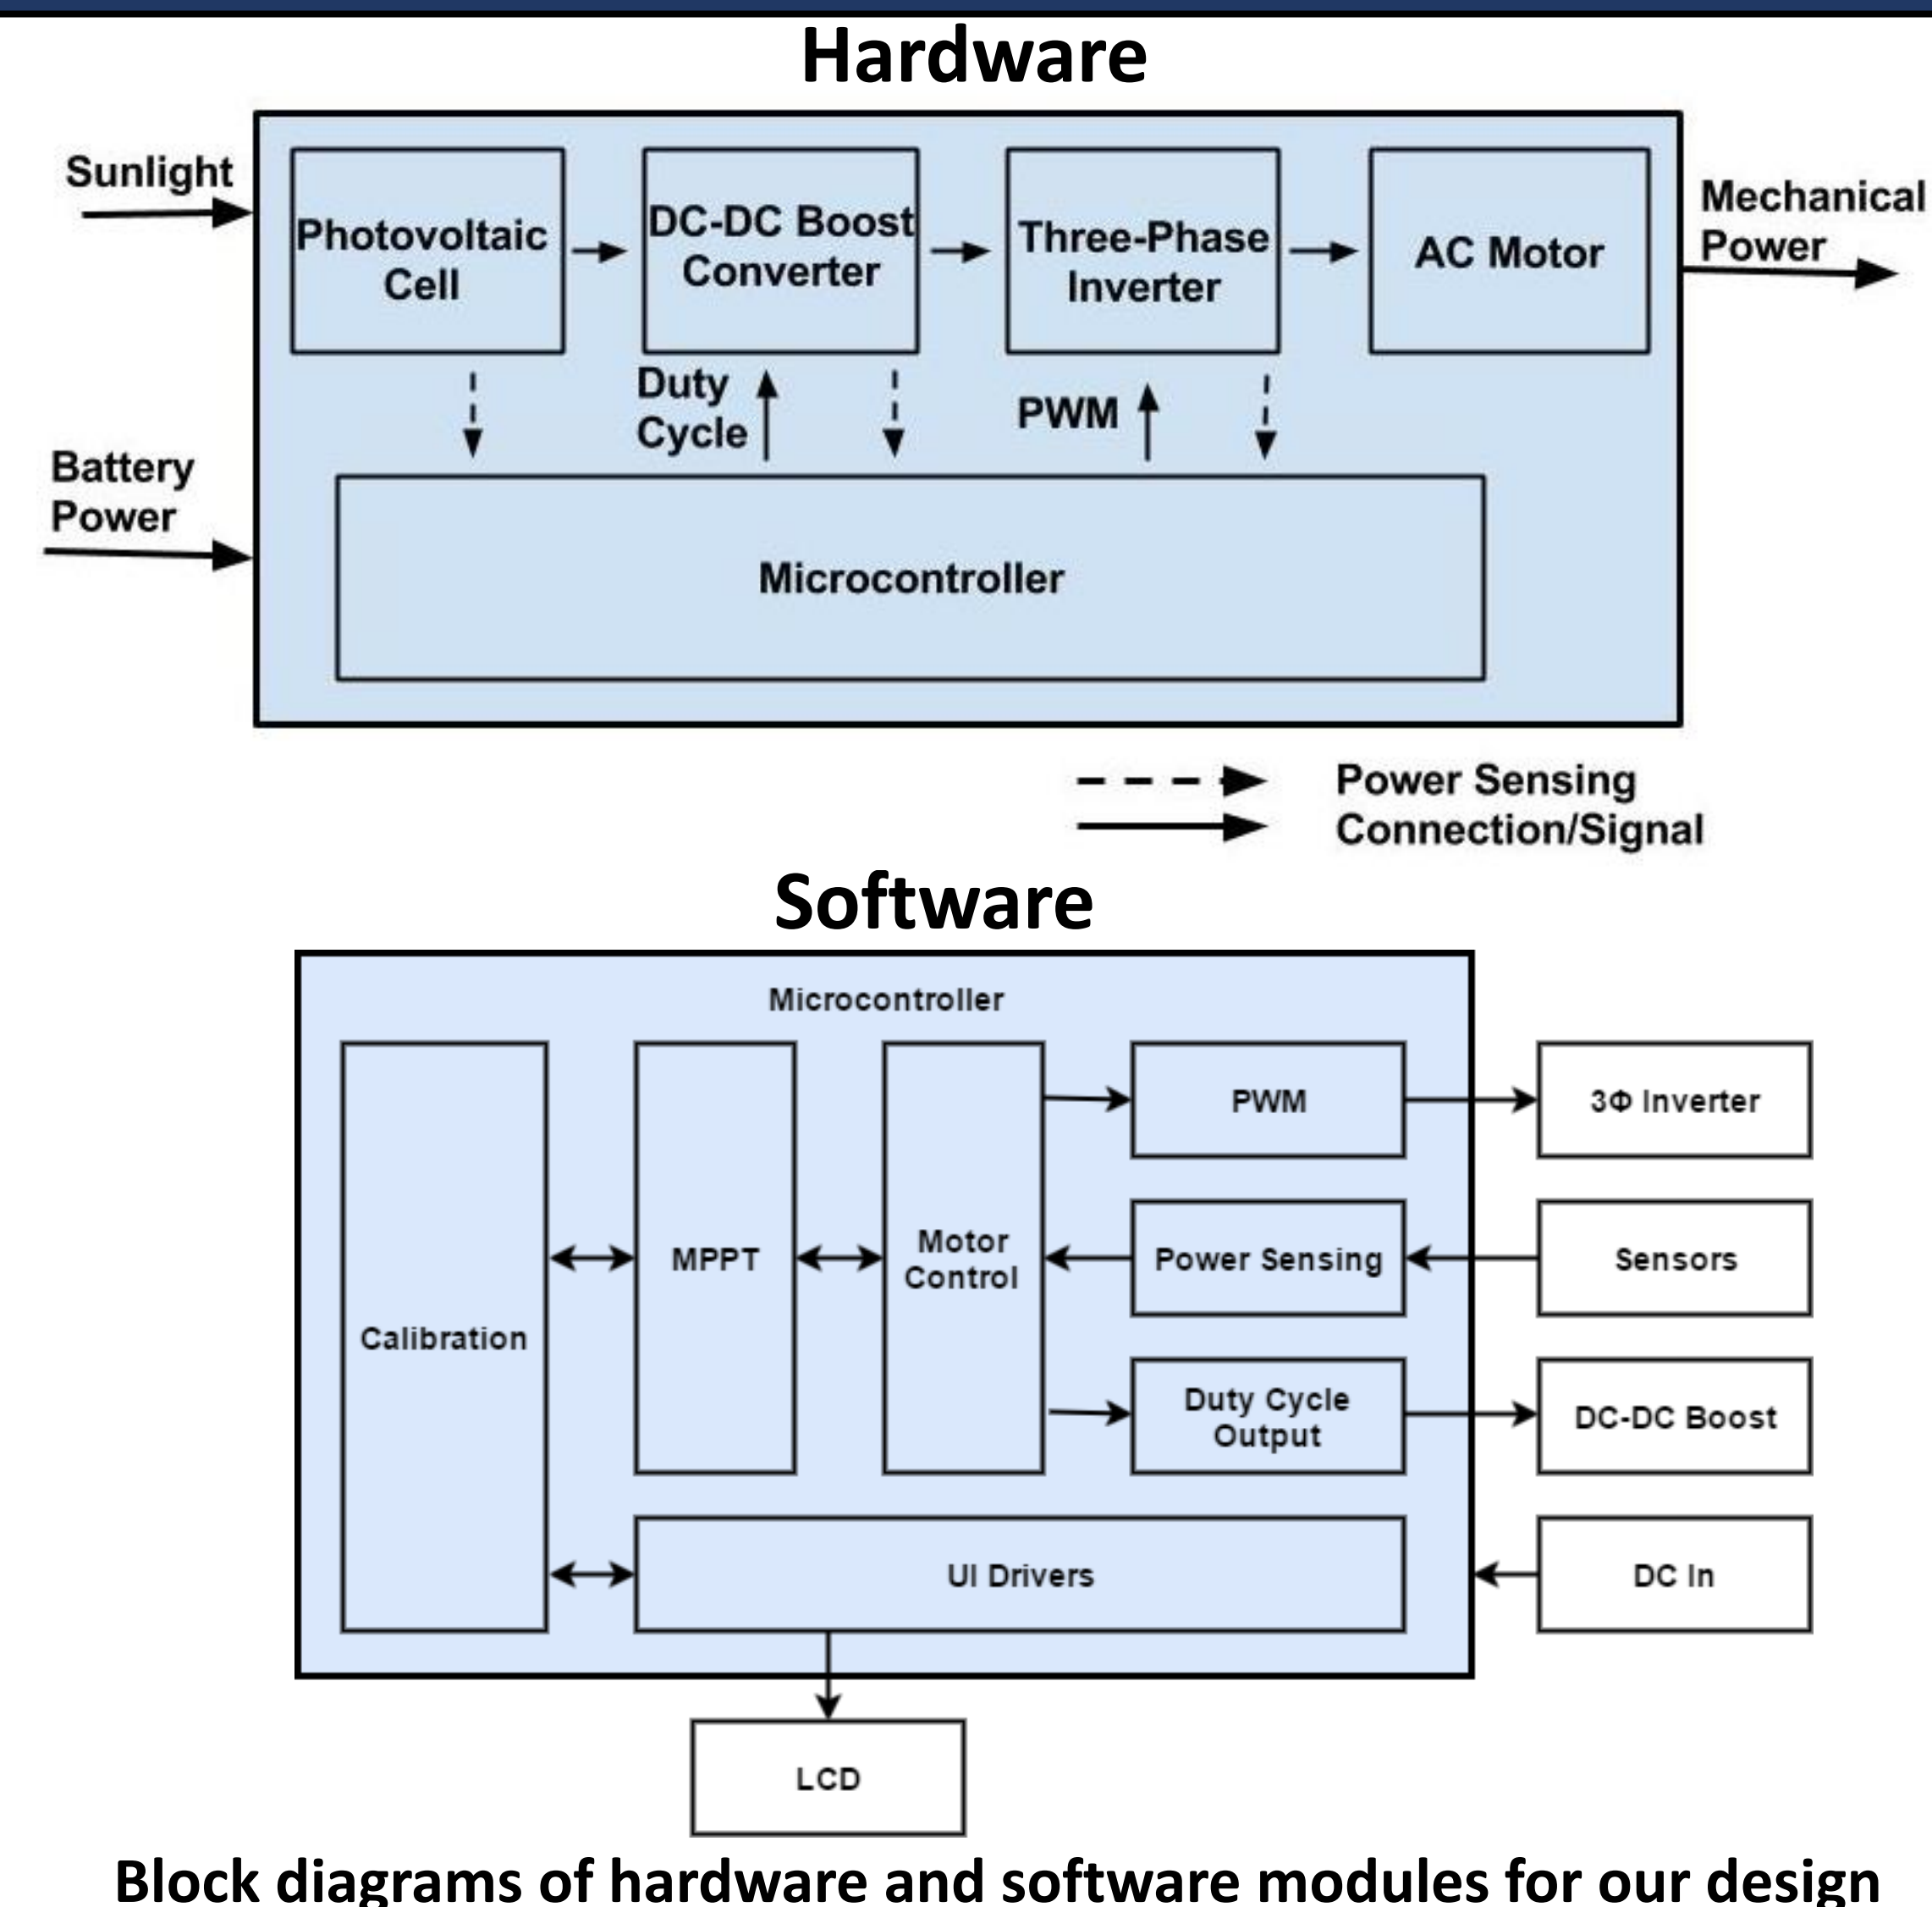 Hardware
Sunlight
Photovoltaic
Cell
DC-DC Boost
Converter
Three-Phase
Inverter
AC Motor
Mechanical
Power
Duty
Cycle
PWM
Battery
Power
Microcontroller
Power Sensing
Connection/Signal
Software
Microcontroller
Calibration
MPPT
Motor
Control
PWM
3Φ Inverter
Power Sensing
Sensors
Duty Cycle
Output
DC-DC Boost
UI Drivers
DC In
LCD
Block diagrams of hardware and software modules for our design